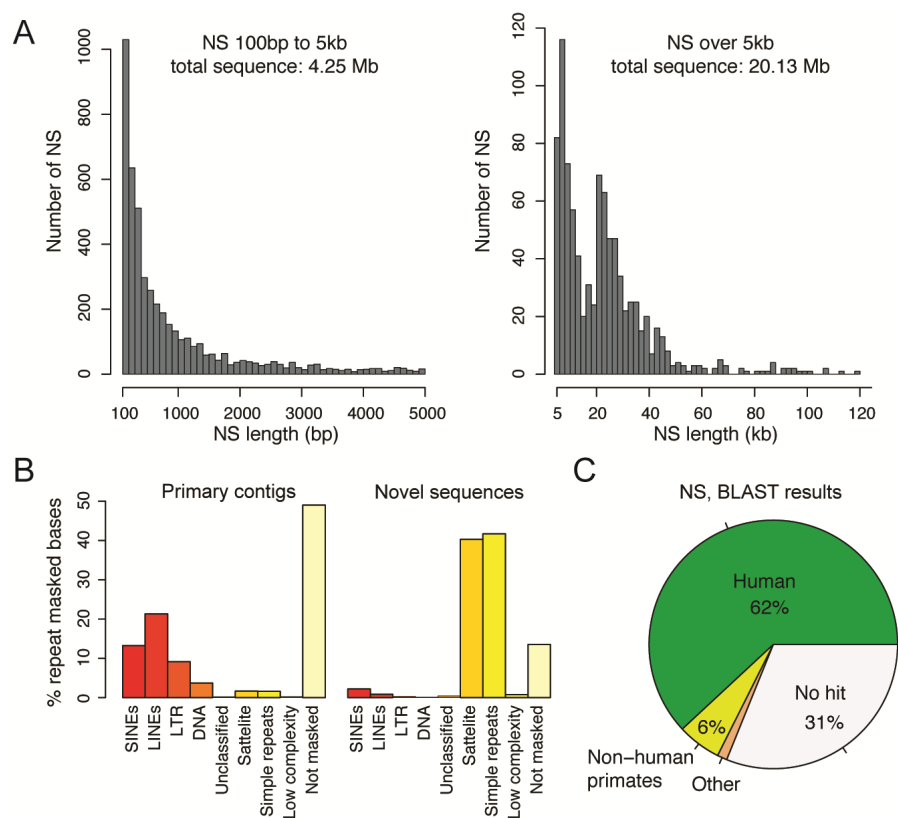 A
NS 100bp to 5kb
total sequence: 4.25 Mb
Number of NS
0
200
400
600
800
1000
100
1000
2000
3000
4000
5000
NS length (bp)
NS over 5kb
total sequence: 20.13 Mb
Number of NS
0
20
40
60
80
100
120
5
20
40
60
80
100
120
NS length (kb)
B
Primary contigs
Novel sequences
% repeat masked bases
0
10
20
30
40
50
SINEs
LINEs
LTR
DNA
Unclassified
Sattelite
Simple repeats
Low complexity
Not masked
SINEs
LINEs
LTR
DNA
Unclassified
Sattelite
Simple repeats
Low complexity
Not masked
C
NS, BLAST results
Human
62%
No hit
31%
6%
Non-human
primates
Other